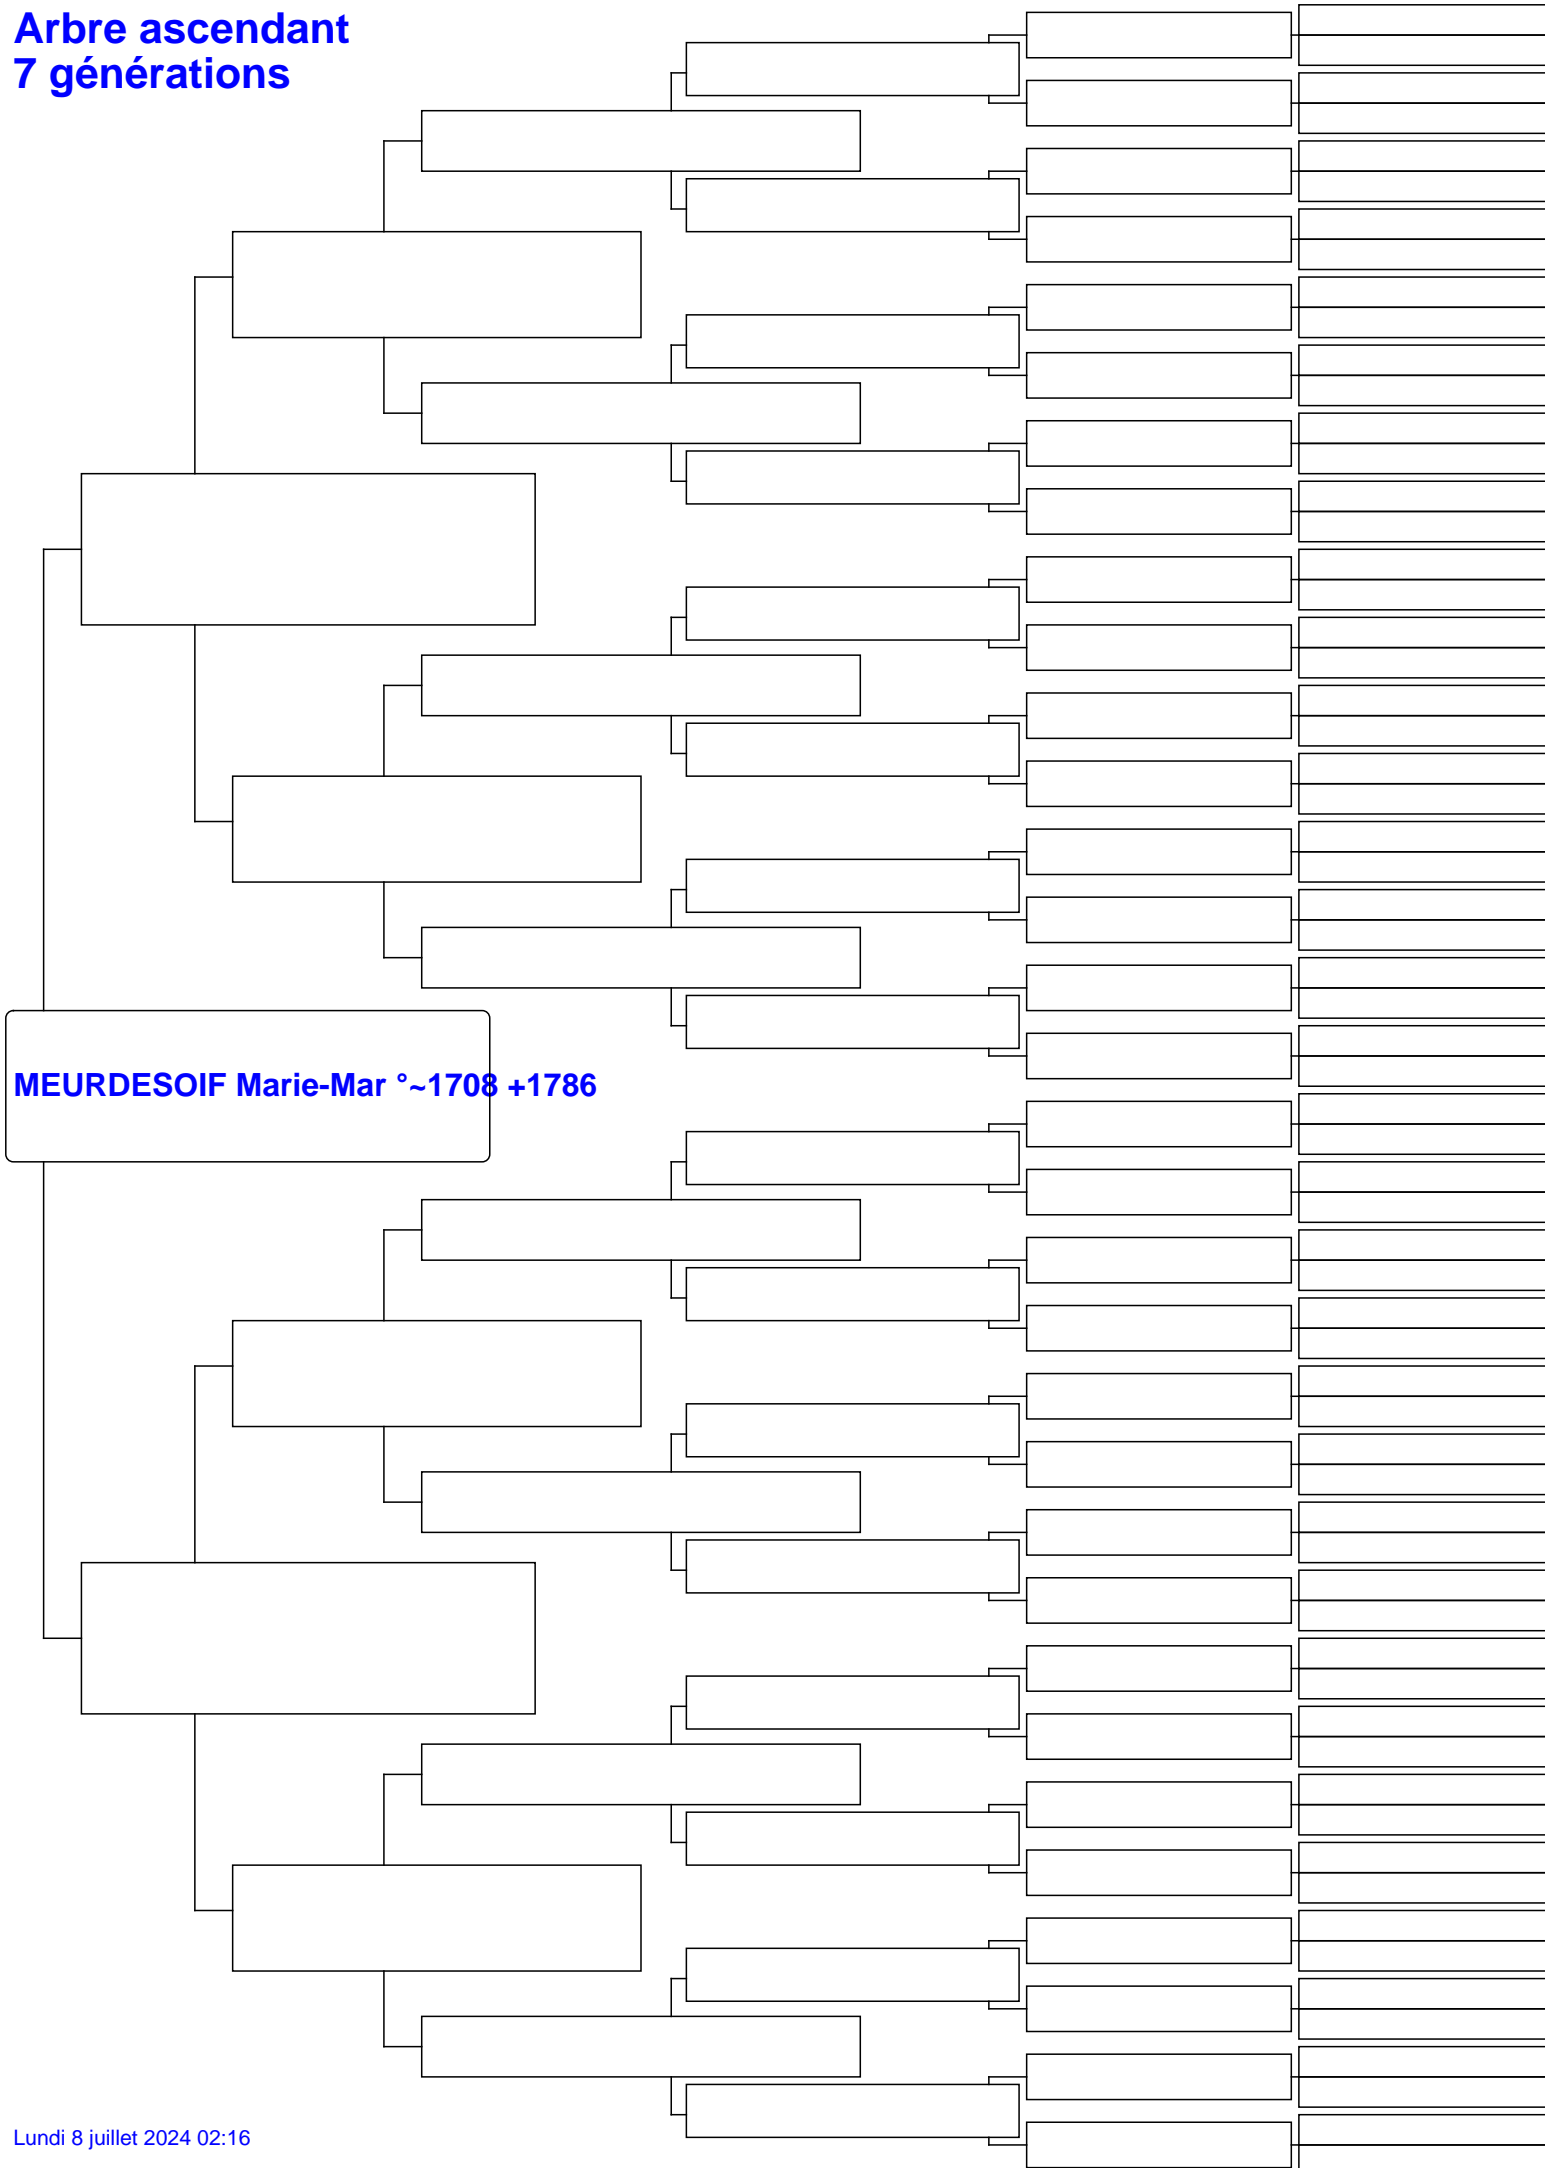 Arbre ascendant
7 générations
MEURDESOIF Marie-Mar °~1708 +1786
Lundi 8 juillet 2024 02:16